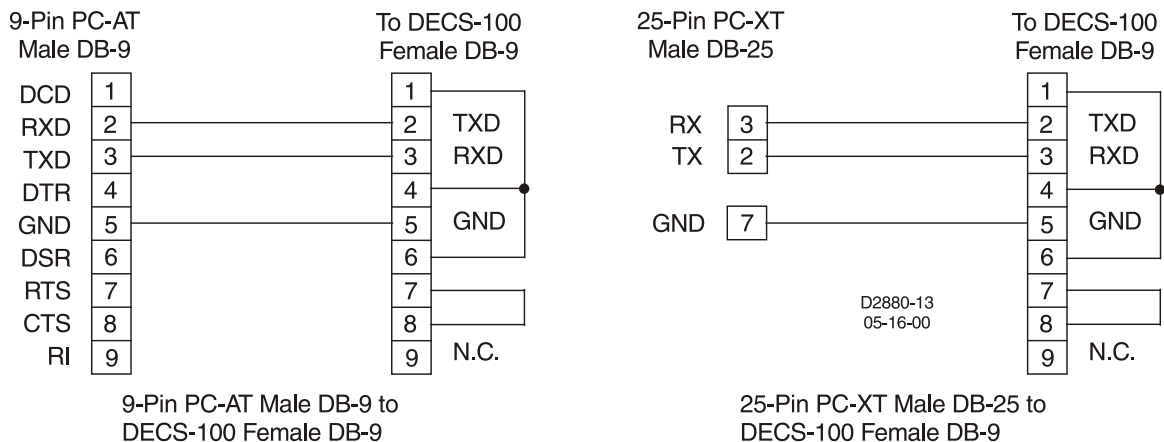 9-Pin PC-AT
Male DB-9
To DECS-100
Female DB-9
DCD 1 1
RXD 2 2 TXD
TXD 3 3 RXD
DTR 4 4
GND 5 5 GND
DSR 6 6
RTS 7 7
CTS 8 8
RI 9 9 N.C.
9-Pin PC-AT Male DB-9 to
DECS-100 Female DB-9
25-Pin PC-XT
Male DB-25
To DECS-100
Female DB-9
1
RX 3 2 TXD
TX 2 3 RXD
4
GND 7 5 GND
6
7
D2880-13
05-16-00
8
9 N.C.
25-Pin PC-XT Male DB-25 to
DECS-100 Female DB-9